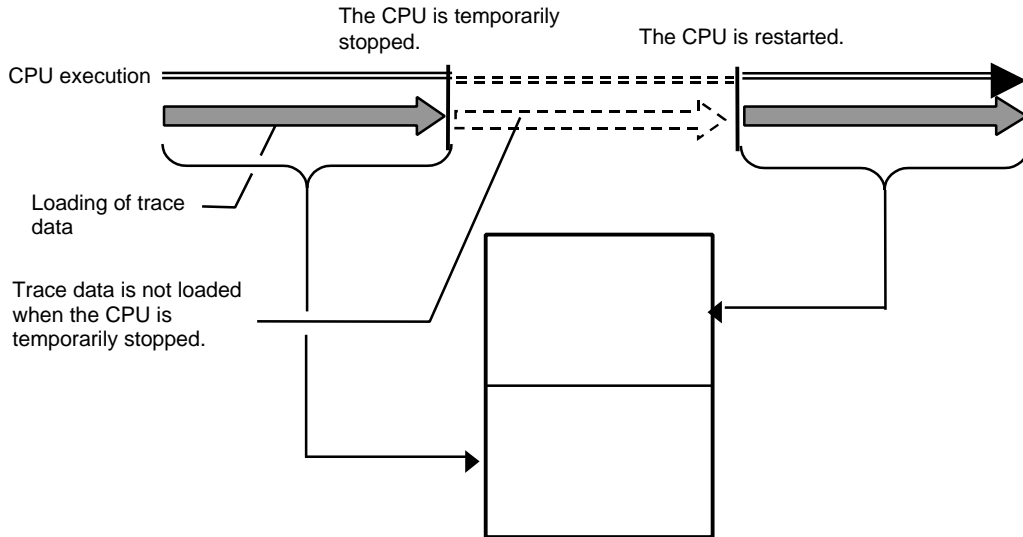 The CPU is temporarily
stopped.
The CPU is restarted.
CPU execution
Loading of trace
data
Trace data is not loaded
when the CPU is
temporarily stopped.